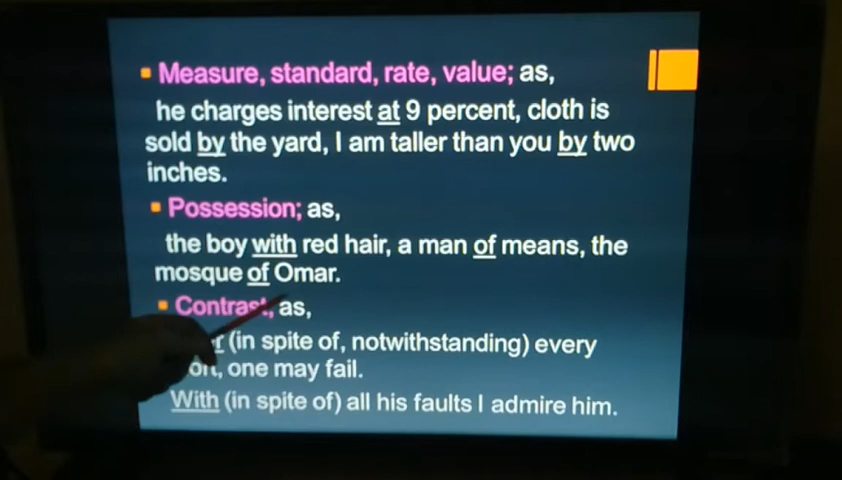 Measure, standard, rate, value; as,
he charges interest at 9 percent, cloth is
sold by the yard, I am taller than you by two
inches.
Possession; as,
the boy with red hair, a man of means, the
mosque of Omar.
Contrast, as,
(in spite of, notwithstanding) every
one may fail.
With (in spite of) all his faults I admire him.